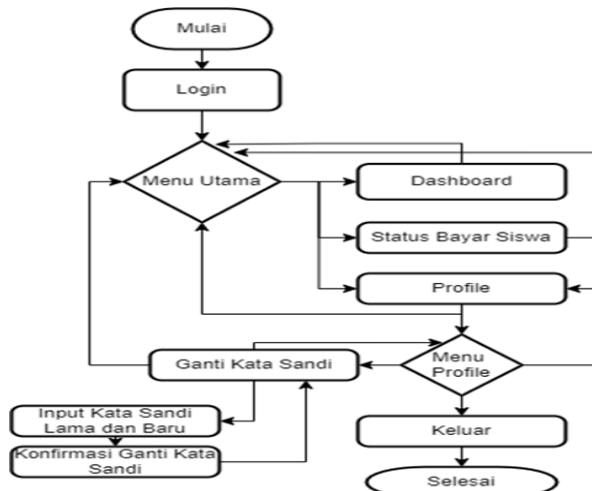 Mulai
Login
Menu Utama
Dashboard
Status Bayar Siswa
Profile
Menu
Profile
Ganti Kata Sandi
Input Kata Sandi
Lama dan Baru
Keluar
Konfirmasi Ganti Kata
Sandi
Selesai